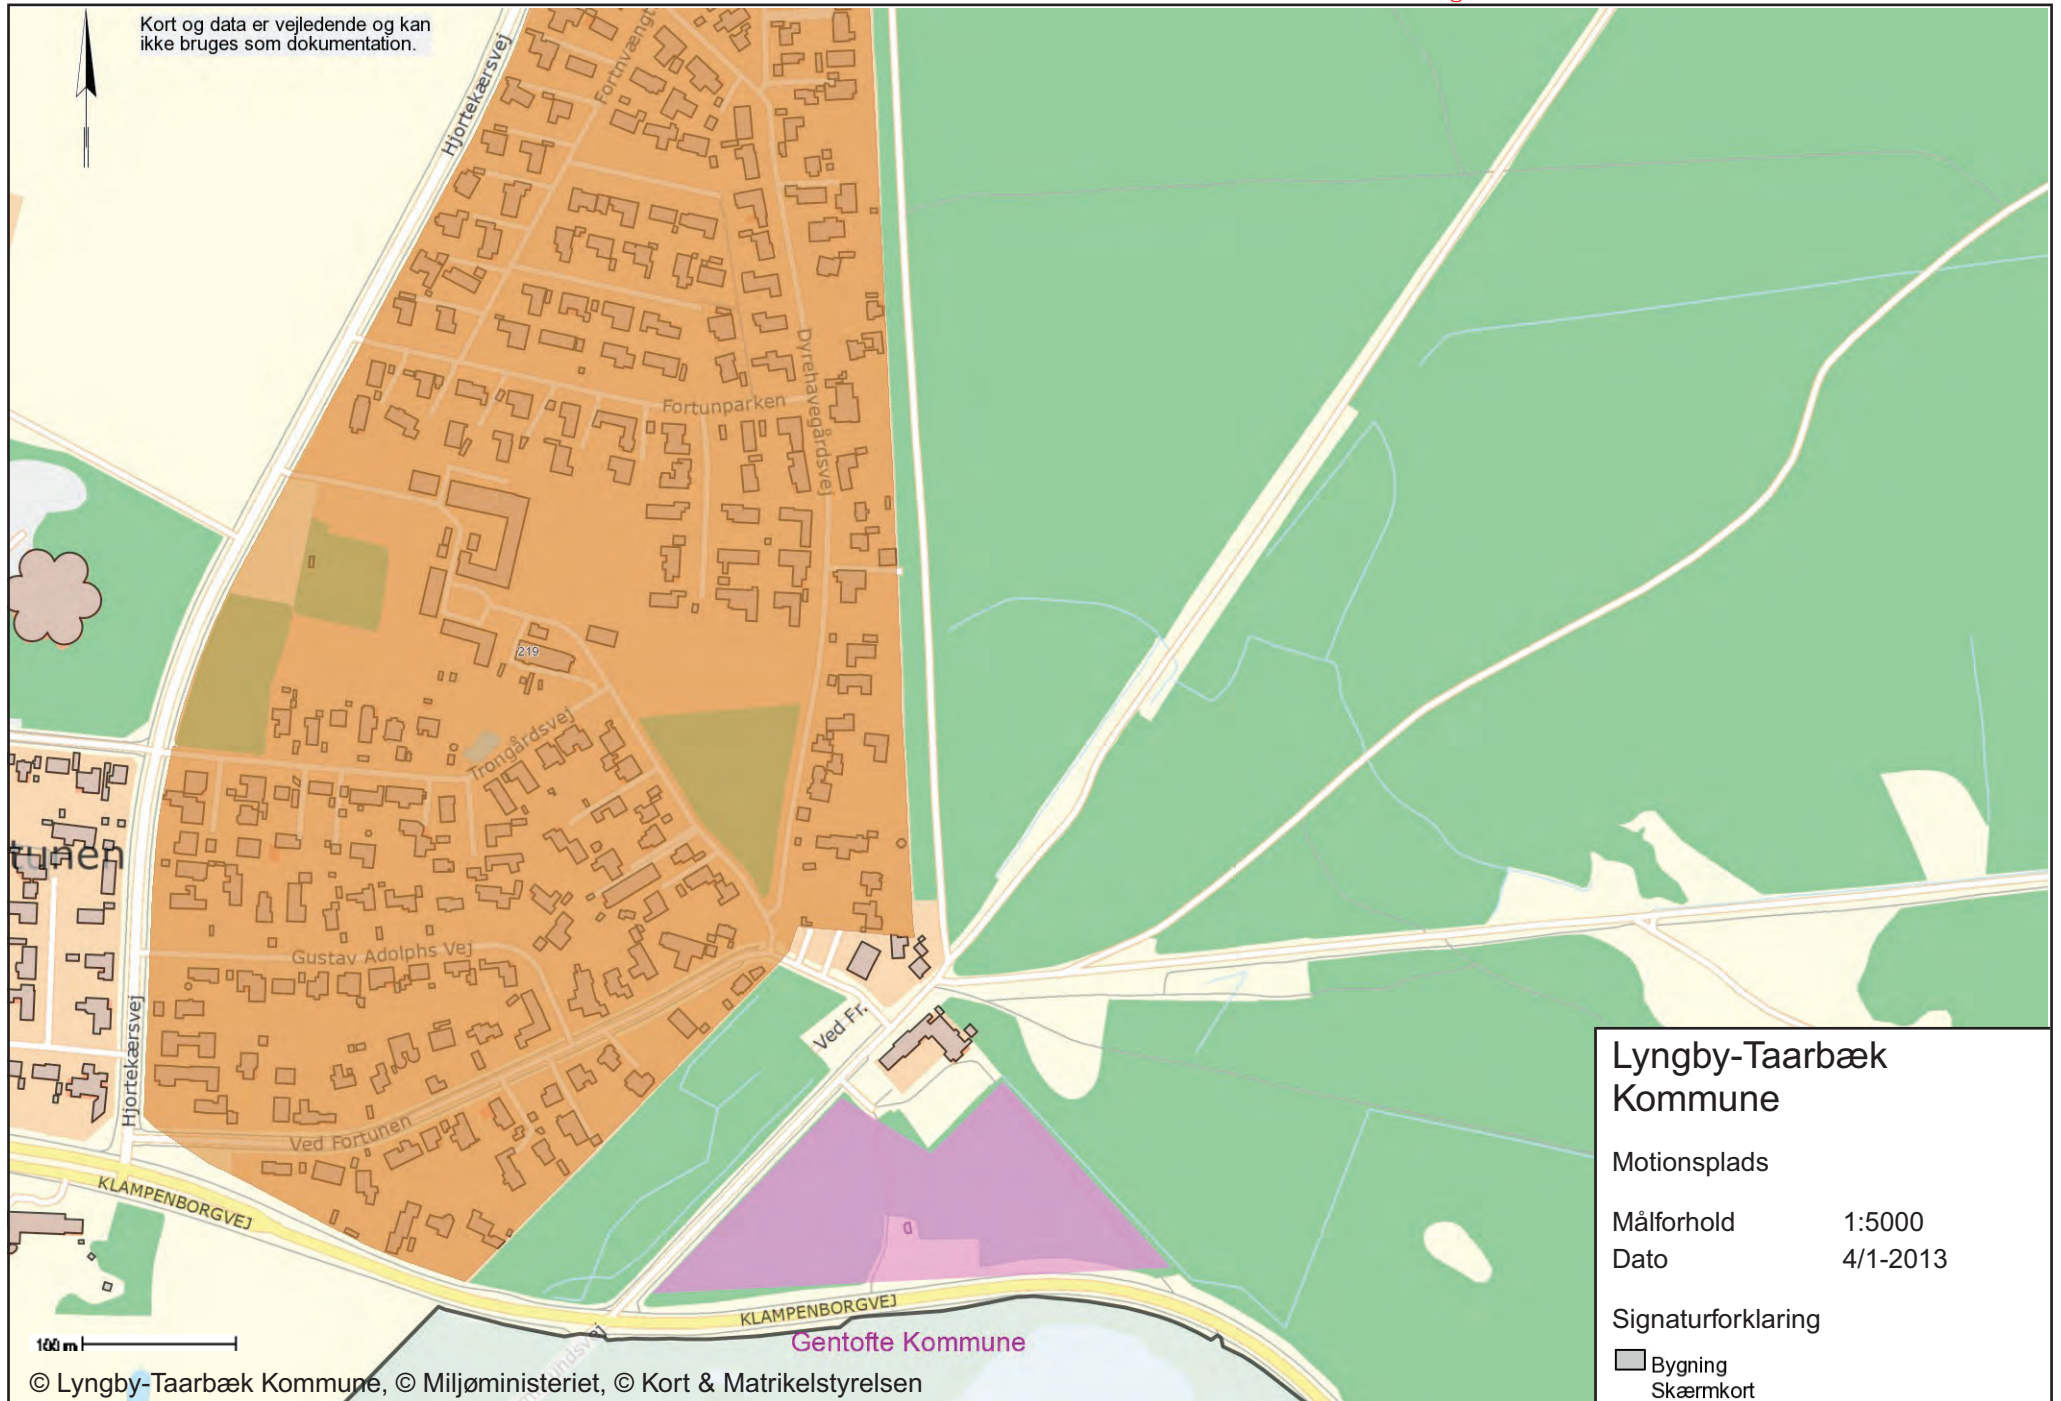 Kort og data er vejledende og kan
ikke bruges som dokumentation.
Hjortekærsvej
Fortunparken
Dyrehavegårdsvej
219
Trongårdsvej
tunen
Gustav Adolphs Vej
Hjortekærsvej
Ved Fr.
Ved Fortunen
KLAMPENBORGVEJ
KLAMPENBORGVEJ
Gentofte Kommune
100 m
© Lyngby-Taarbæk Kommune, © Miljøministeriet, © Kort & Matrikelstyrelsen
Lyngby-Taarbæk
Kommune
Motionsplads
Målforhold 1:5000
Dato 4/1-2013
Signaturforklaring
Bygning
Skærmkort